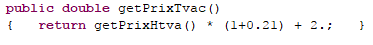 public double getPrixTvac()
{   return getPrixHtva() * (1+0.21) + 2.;   }